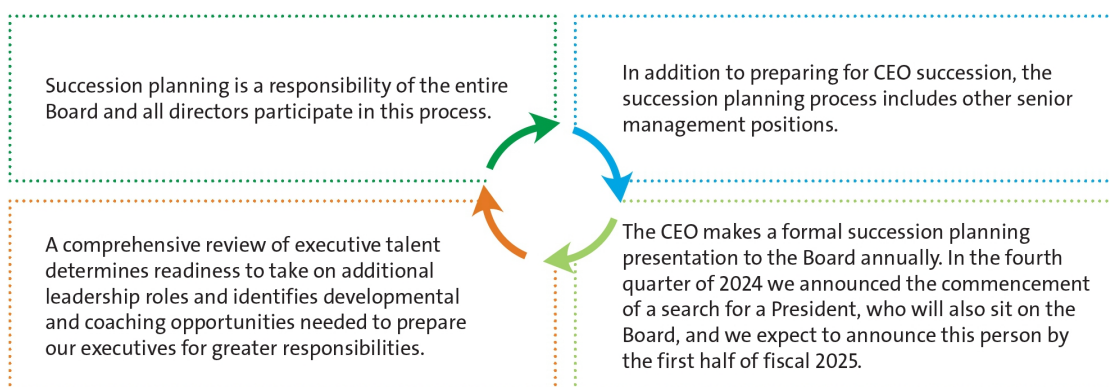 Succession planning is a responsibility of the entire
Board and all directors participate in this process.
In addition to preparing for CEO succession, the
succession planning process includes other senior
management positions.
A comprehensive review of executive talent
determines readiness to take on additional
leadership roles and identifies developmental
and coaching opportunities needed to prepare
our executives for greater responsibilities.
The CEO makes a formal succession planning
presentation to the Board annually. In the fourth
quarter of 2024 we announced the commencement
of a search for a President, who will also sit on the
Board, and we expect to announce this person by
the first half of fiscal 2025.